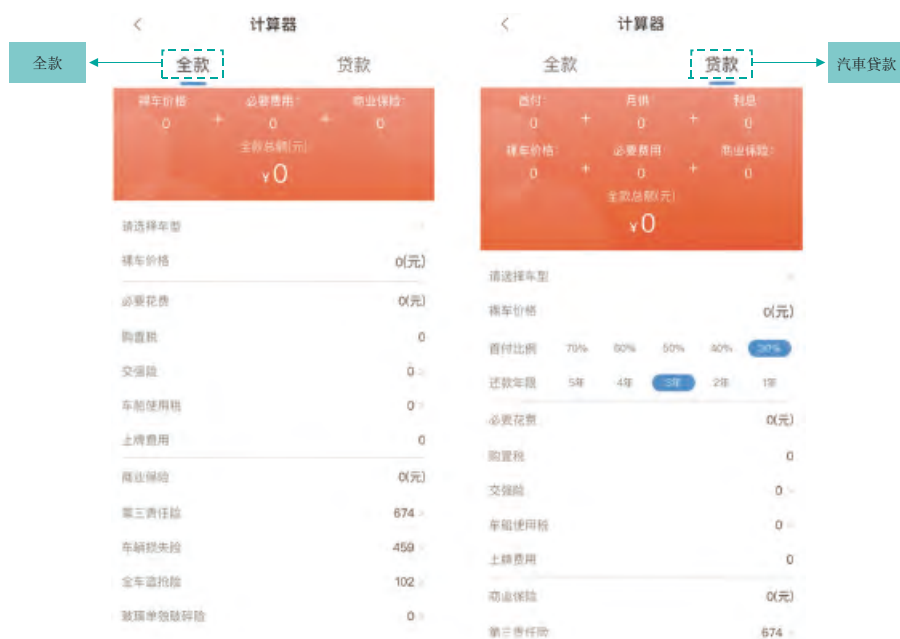 计算器
全款
全款
贷款
裸车价格:
必要费用:
商业保险:
0
+
0
+
0
全款总额(元)
¥0
请选择车型
裸车价格
0(元)
必要花费
0(元)
购置税
0
交强险
0
车船使用税
0
上牌费用
0
商业保险
0(元)
第三责任险
674
车辆损失险
459
全车盗抢险
102
玻璃单独破碎险
0
计算器
全款
贷款
汽車貸款
首付:
月供:
利息:
0
+
0
+
0
裸车价格:
必要费用:
商业保险:
0
+
0
+
0
全款总额(元)
¥0
请选择车型
裸车价格
0(元)
首付比例
70%
60%
50%
40%
30%
还款年限
5年
4年
3年
2年
1年
必要花费
0(元)
购置税
0
交强险
0
车船使用税
0
上牌费用
0
商业保险
0(元)
第三责任险
674